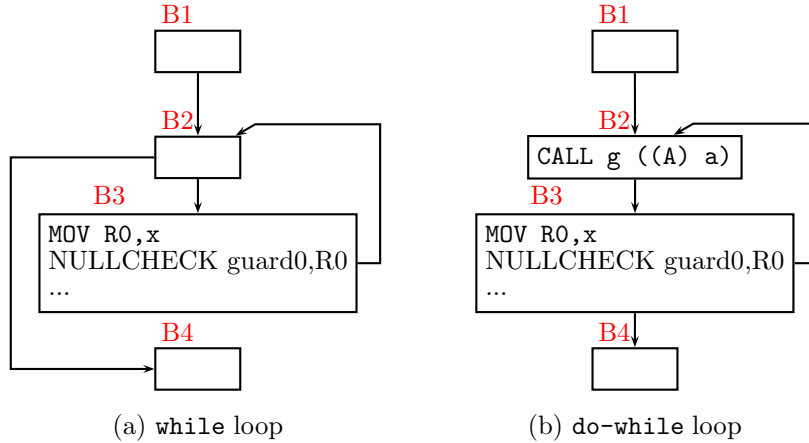 B1
B2
B3
MOV R0,x
NULLCHECK guard0,R0
...
B4
(a) while loop
B1
B2
CALL g ((A) a)
B3
MOV R0,x
NULLCHECK guard0,R0
...
B4
(b) do-while loop